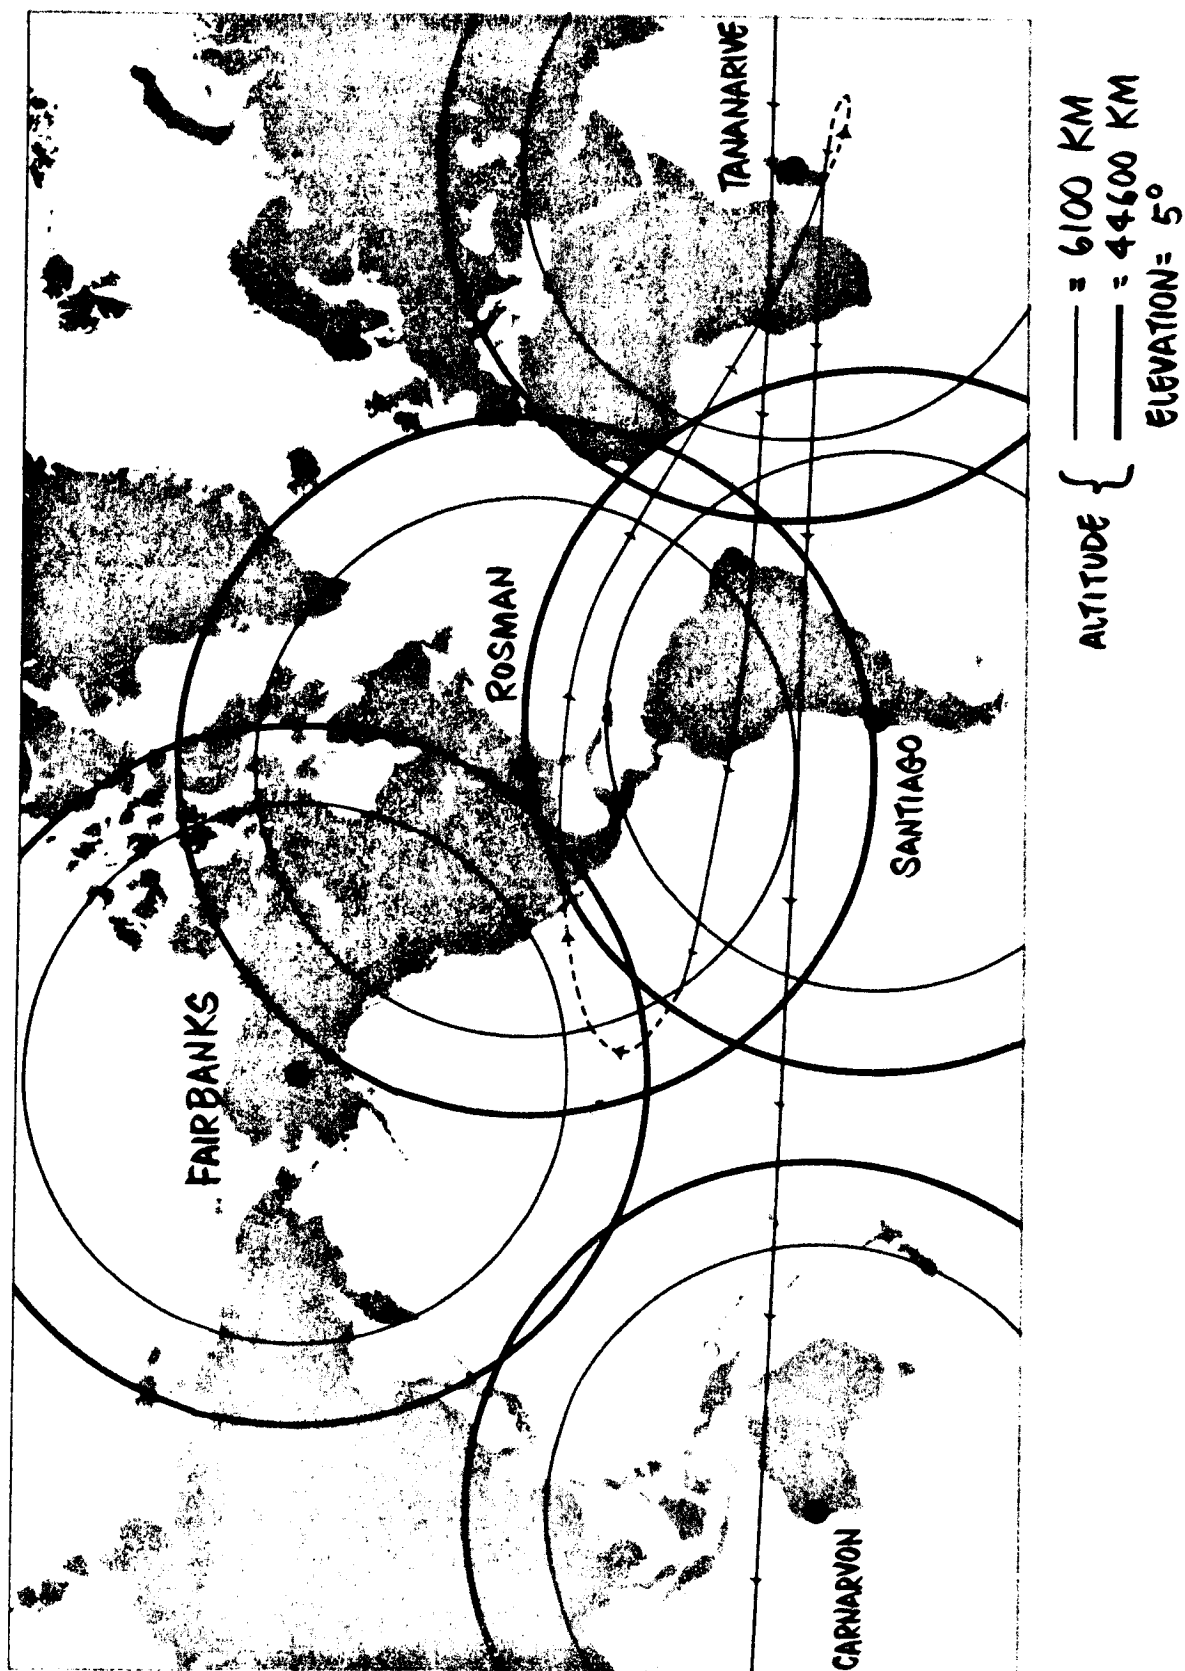 FAIRBANKS
ROSMAN
TANANARIVE
CARNARVON
SANTIAGO
ALTITUDE { — = 6100 KM
— = 44600 KM
ELEVATION = 5°